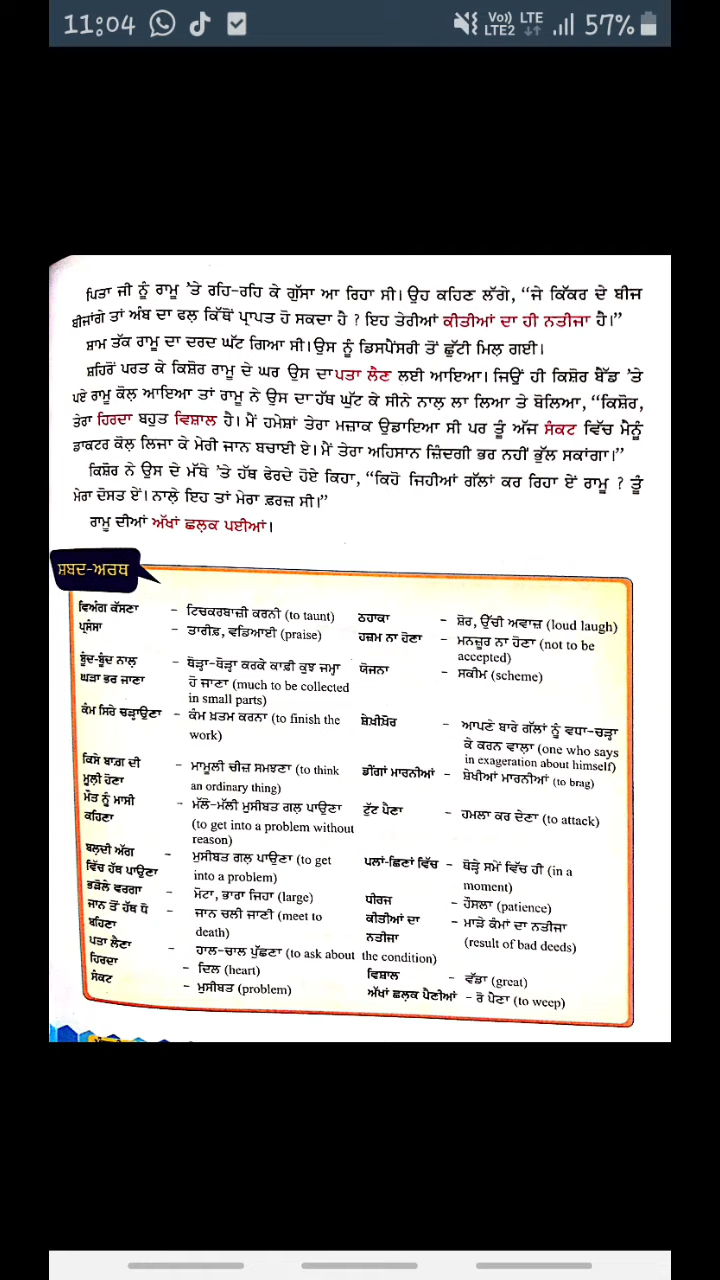 11:04
Vo)) LTE
LTE2
57%
ਪਿਤਾ ਜੀ ਨੂੰ ਰਾਮੂ 'ਤੇ ਰਹਿ-ਰਹਿ ਕੇ ਗੁੱਸਾ ਆ ਰਿਹਾ ਸੀ। ਉਹ ਕਹਿਣ ਲੱਗੇ, “ਜੇ ਕਿੱਕਰ ਦੇ ਬੀਜ
ਬੀਜਾਂਗੇ ਤਾਂ ਅੰਬ ਦਾ ਫਲ਼ ਕਿੱਥੋਂ ਪ੍ਰਾਪਤ ਹੋ ਸਕਦਾ ਹੈ ? ਇਹ ਤੇਰੀਆਂ ਕੀਤੀਆਂ ਦਾ ਹੀ ਨਤੀਜਾ ਹੈ।”
ਸ਼ਾਮ ਤੱਕ ਰਾਮੂ ਦਾ ਦਰਦ ਘੱਟ ਗਿਆ ਸੀ। ਉਸ ਨੂੰ ਡਿਸਪੈਂਸਰੀ ਤੋਂ ਛੁੱਟੀ ਮਿਲ ਗਈ।
ਸ਼ਹਿਰੋਂ ਪਰਤ ਕੇ ਕਿਸ਼ੋਰ ਰਾਮੂ ਦੇ ਘਰ ਉਸ ਦਾ ਪਤਾ ਲੈਣ ਲਈ ਆਇਆ। ਜਿਉਂ ਹੀ ਕਿਸ਼ੋਰ ਬੈੱਡ 'ਤੇ
ਪਏ ਰਾਮੂ ਕੋਲ਼ ਆਇਆ ਤਾਂ ਰਾਮੂ ਨੇ ਉਸ ਦਾ ਹੱਥ ਘੁੱਟ ਕੇ ਸੀਨੇ ਨਾਲ਼ ਲਾ ਲਿਆ ਤੇ ਬੋਲਿਆ, “ਕਿਸ਼ੋਰ,
ਤੇਰਾ ਹਿਰਦਾ ਬਹੁਤ ਵਿਸ਼ਾਲ ਹੈ। ਮੈਂ ਹਮੇਸ਼ਾਂ ਤੇਰਾ ਮਜ਼ਾਕ ਉਡਾਇਆ ਸੀ ਪਰ ਤੂੰ ਅੱਜ ਸੰਕਟ ਵਿੱਚ ਮੈਨੂੰ
ਡਾਕਟਰ ਕੋਲ਼ ਲਿਜਾ ਕੇ ਮੇਰੀ ਜਾਨ ਬਚਾਈ ਏ। ਮੈਂ ਤੇਰਾ ਅਹਿਸਾਨ ਜ਼ਿੰਦਗੀ ਭਰ ਨਹੀਂ ਭੁੱਲ ਸਕਾਂਗਾ।”
ਕਿਸ਼ੋਰ ਨੇ ਉਸ ਦੇ ਮੱਥੇ 'ਤੇ ਹੱਥ ਫੇਰਦੇ ਹੋਏ ਕਿਹਾ, “ਕਿਹੋ ਜਿਹੀਆਂ ਗੱਲਾਂ ਕਰ ਰਿਹਾ ਏਂ ਰਾਮੂ ? ਤੂੰ
ਮੇਰਾ ਦੋਸਤ ਏਂ। ਨਾਲ਼ੇ ਇਹ ਤਾਂ ਮੇਰਾ ਫ਼ਰਜ਼ ਸੀ।”
ਰਾਮੂ ਦੀਆਂ ਅੱਖਾਂ ਛਲ਼ਕ ਪਈਆਂ।
ਸ਼ਬਦ-ਅਰਥ
ਵਿਅੰਗ ਕੱਸਣਾ – ਟਿਚਕਰਬਾਜ਼ੀ ਕਰਨੀ (to taunt)
ਪ੍ਰਸੰਸਾ – ਤਾਰੀਫ਼, ਵਡਿਆਈ (praise)
ਬੂੰਦ-ਬੂੰਦ ਨਾਲ਼ – ਥੋੜ੍ਹਾ-ਥੋੜ੍ਹਾ ਕਰਕੇ ਕਾਫ਼ੀ ਕੁਝ ਜਮ੍ਹਾ
ਘੜਾ ਭਰ ਜਾਣਾ ਹੋ ਜਾਣਾ (much to be collected
in small parts)
ਕੰਮ ਸਿਰੇ ਚੜ੍ਹਾਉਣਾ – ਕੰਮ ਖ਼ਤਮ ਕਰਨਾ (to finish the
work)
ਕਿਸੇ ਬਾਗ਼ ਦੀ – ਮਾਮੂਲੀ ਚੀਜ਼ ਸਮਝਣਾ (to think
ਮੂਲੀ ਹੋਣਾ an ordinary thing)
ਮੌਤ ਨੂੰ ਮਾਸੀ – ਮੱਲੋ-ਮੱਲੀ ਮੁਸੀਬਤ ਗਲ਼ ਪਾਉਣਾ
ਕਹਿਣਾ (to get into a problem without
reason)
ਬਲ਼ਦੀ ਅੱਗ – ਮੁਸੀਬਤ ਗਲ਼ ਪਾਉਣਾ (to get
ਵਿੱਚ ਹੱਥ ਪਾਉਣਾ into a problem)
ਭੜੋਲੇ ਵਰਗਾ – ਮੋਟਾ, ਭਾਰਾ ਜਿਹਾ (large)
ਜਾਨ ਤੋਂ ਹੱਥ ਧੋ – ਜਾਨ ਚਲੀ ਜਾਣੀ (meet to
ਬਹਿਣਾ death)
ਪਤਾ ਲੈਣਾ – ਹਾਲ-ਚਾਲ ਪੁੱਛਣਾ (to ask about the condition)
ਹਿਰਦਾ – ਦਿਲ (heart)
ਸੰਕਟ – ਮੁਸੀਬਤ (problem)
ਠਹਾਕਾ – ਸ਼ੋਰ, ਉੱਚੀ ਅਵਾਜ਼ (loud laugh)
ਹਜ਼ਮ ਨਾ ਹੋਣਾ – ਮਨਜ਼ੂਰ ਨਾ ਹੋਣਾ (not to be
accepted)
ਯੋਜਨਾ – ਸਕੀਮ (scheme)
ਸ਼ੇਖ਼ੀਖ਼ੋਰ – ਆਪਣੇ ਬਾਰੇ ਗੱਲਾਂ ਨੂੰ ਵਧਾ-ਚੜ੍ਹਾ
ਕੇ ਕਰਨ ਵਾਲ਼ਾ (one who says
in exageration about himself)
ਡੀਂਗਾਂ ਮਾਰਨੀਆਂ – ਸ਼ੇਖੀਆਂ ਮਾਰਨੀਆਂ (to brag)
ਟੁੱਟ ਪੈਣਾ – ਹਮਲਾ ਕਰ ਦੇਣਾ (to attack)
ਪਲਾਂ-ਛਿਣਾਂ ਵਿੱਚ – ਥੋੜ੍ਹੇ ਸਮੇਂ ਵਿੱਚ ਹੀ (in a
moment)
ਧੀਰਜ – ਹੌਂਸਲਾ (patience)
ਕੀਤੀਆਂ ਦਾ – ਮਾੜੇ ਕੰਮਾਂ ਦਾ ਨਤੀਜਾ
ਨਤੀਜਾ (result of bad deeds)
ਵਿਸ਼ਾਲ – ਵੱਡਾ (great)
ਅੱਖਾਂ ਛਲ਼ਕ ਪੈਣੀਆਂ – ਰੋ ਪੈਣਾ (to weep)